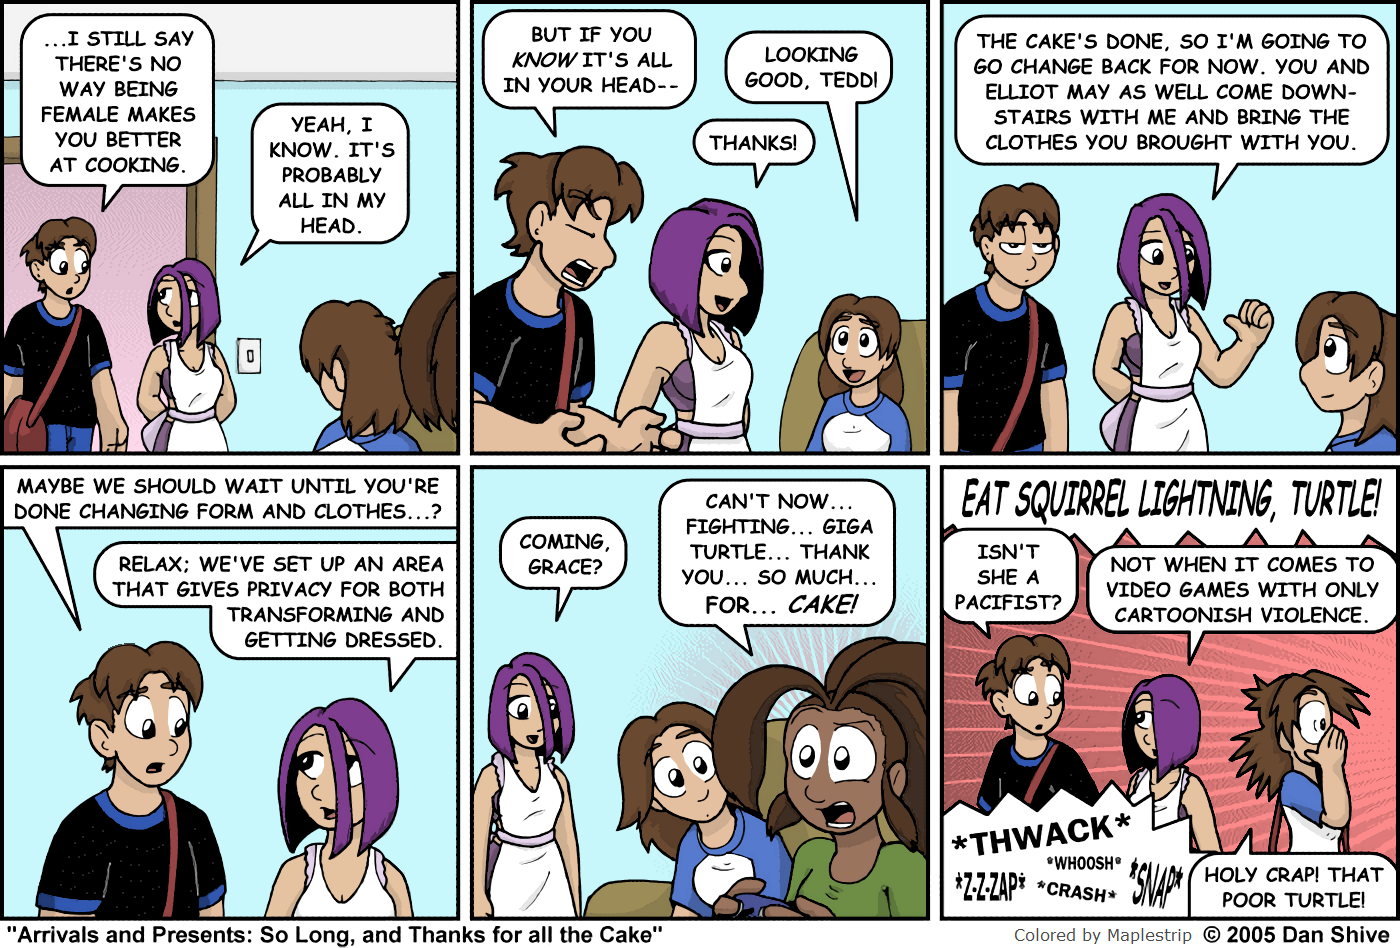 ...I STILL SAY
THERE'S NO
WAY BEING
FEMALE MAKES
YOU BETTER
AT COOKING.
YEAH, I
KNOW. IT'S
PROBABLY
ALL IN MY
HEAD.
BUT IF YOU
KNOW IT'S ALL
IN YOUR HEAD--
LOOKING
GOOD, TEDD!
THANKS!
THE CAKE'S DONE, SO I'M GOING TO
GO CHANGE BACK FOR NOW. YOU AND
ELLIOT MAY AS WELL COME DOWN-
STAIRS WITH ME AND BRING THE
CLOTHES YOU BROUGHT WITH YOU.
MAYBE WE SHOULD WAIT UNTIL YOU'RE
DONE CHANGING FORM AND CLOTHES...?
RELAX; WE'VE SET UP AN AREA
THAT GIVES PRIVACY FOR BOTH
TRANSFORMING AND
GETTING DRESSED.
COMING,
GRACE?
CAN'T NOW...
FIGHTING... GIGA
TURTLE... THANK
YOU... SO MUCH...
FOR... CAKE!
EAT SQUIRREL LIGHTNING, TURTLE!
ISN'T
SHE A
PACIFIST?
NOT WHEN IT COMES TO
VIDEO GAMES WITH ONLY
CARTOONISH VIOLENCE.
*THWACK*
*WHOOSH*
*Z-Z-ZAP*
*CRASH*
*SNAP*
HOLY CRAP! THAT
POOR TURTLE!
"Arrivals and Presents: So Long, and Thanks for all the Cake"
Colored by Maplestrip © 2005 Dan Shive